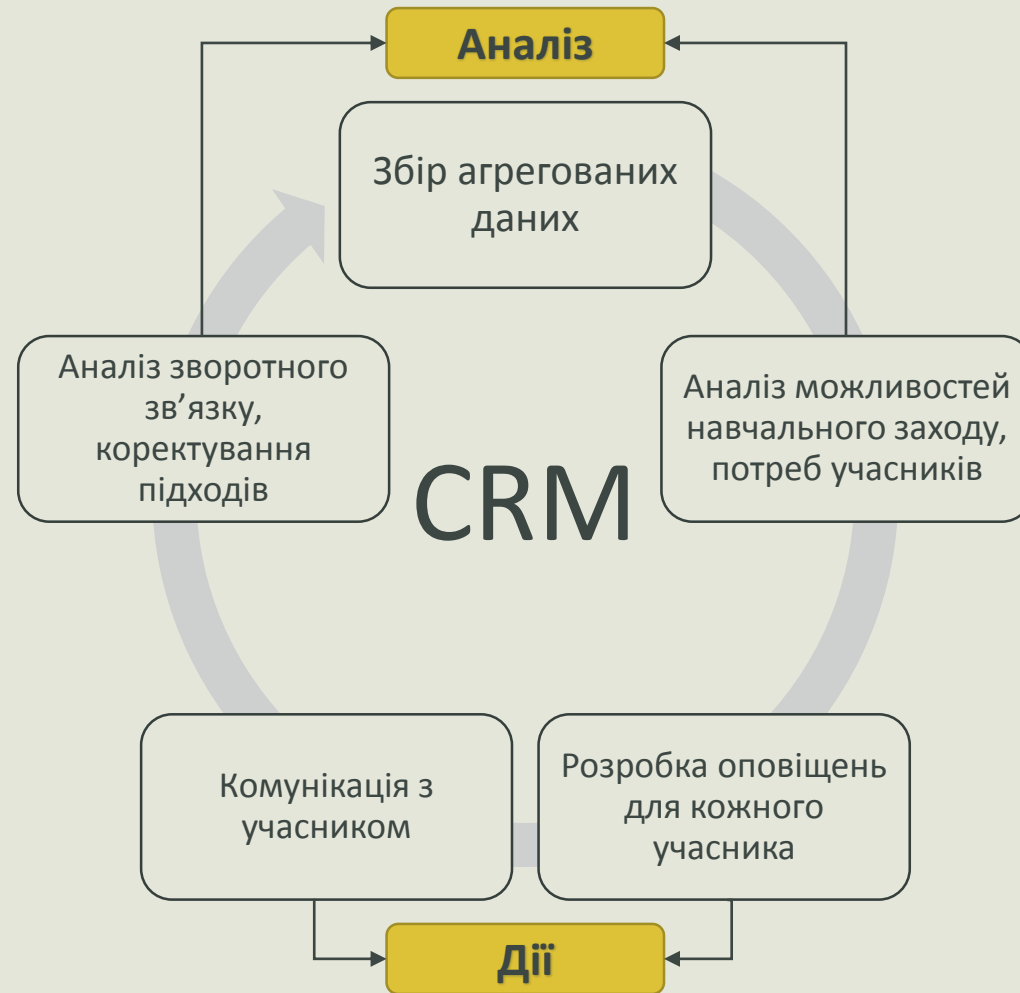 Аналіз
Збір агрегованих
даних
Аналіз зворотного
зв’язку,
коректування
підходів
Аналіз можливостей
навчального заходу,
потреб учасників
CRM
Комунікація з
учасником
Розробка оповіщень
для кожного
учасника
Дії